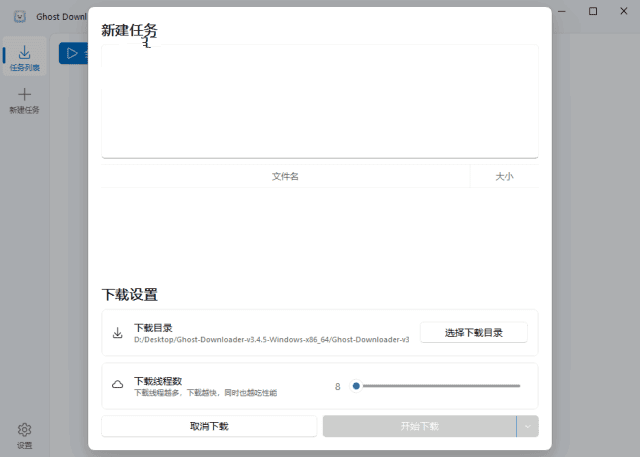 Ghost Downl
新建任务
任务列表
新建任务
文件名
大小
下载设置
下载目录
D:/Desktop/Ghost-Downloader-v3.4.5-Windows-x86_64/Ghost-Downloader-v3
选择下载目录
下载线程数
下载线程越多，下载越快，同时也越吃性能
8
取消下载
开始下载
设置